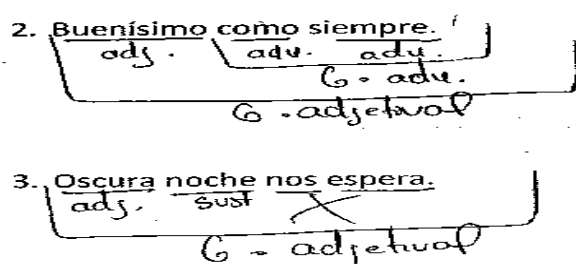 2. Buenísimo como siempre.
adj. adv. adv.
G. adv.
G. adjetival
3. Oscura noche nos espera.
adj. sust
G. adjetival